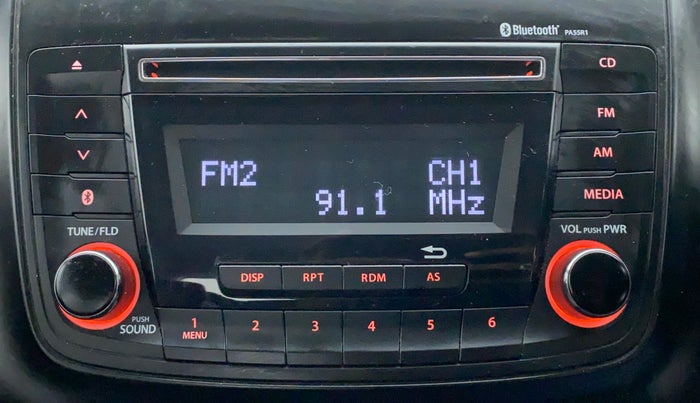 Bluetooth® PA55R1
CD
FM
AM
MEDIA
FM2 CH1
91.1 MHz
TUNE/FLD
VOL PUSH PWR
DISP RPT RDM AS
PUSH
SOUND
1 2 3 4 5 6
MENU